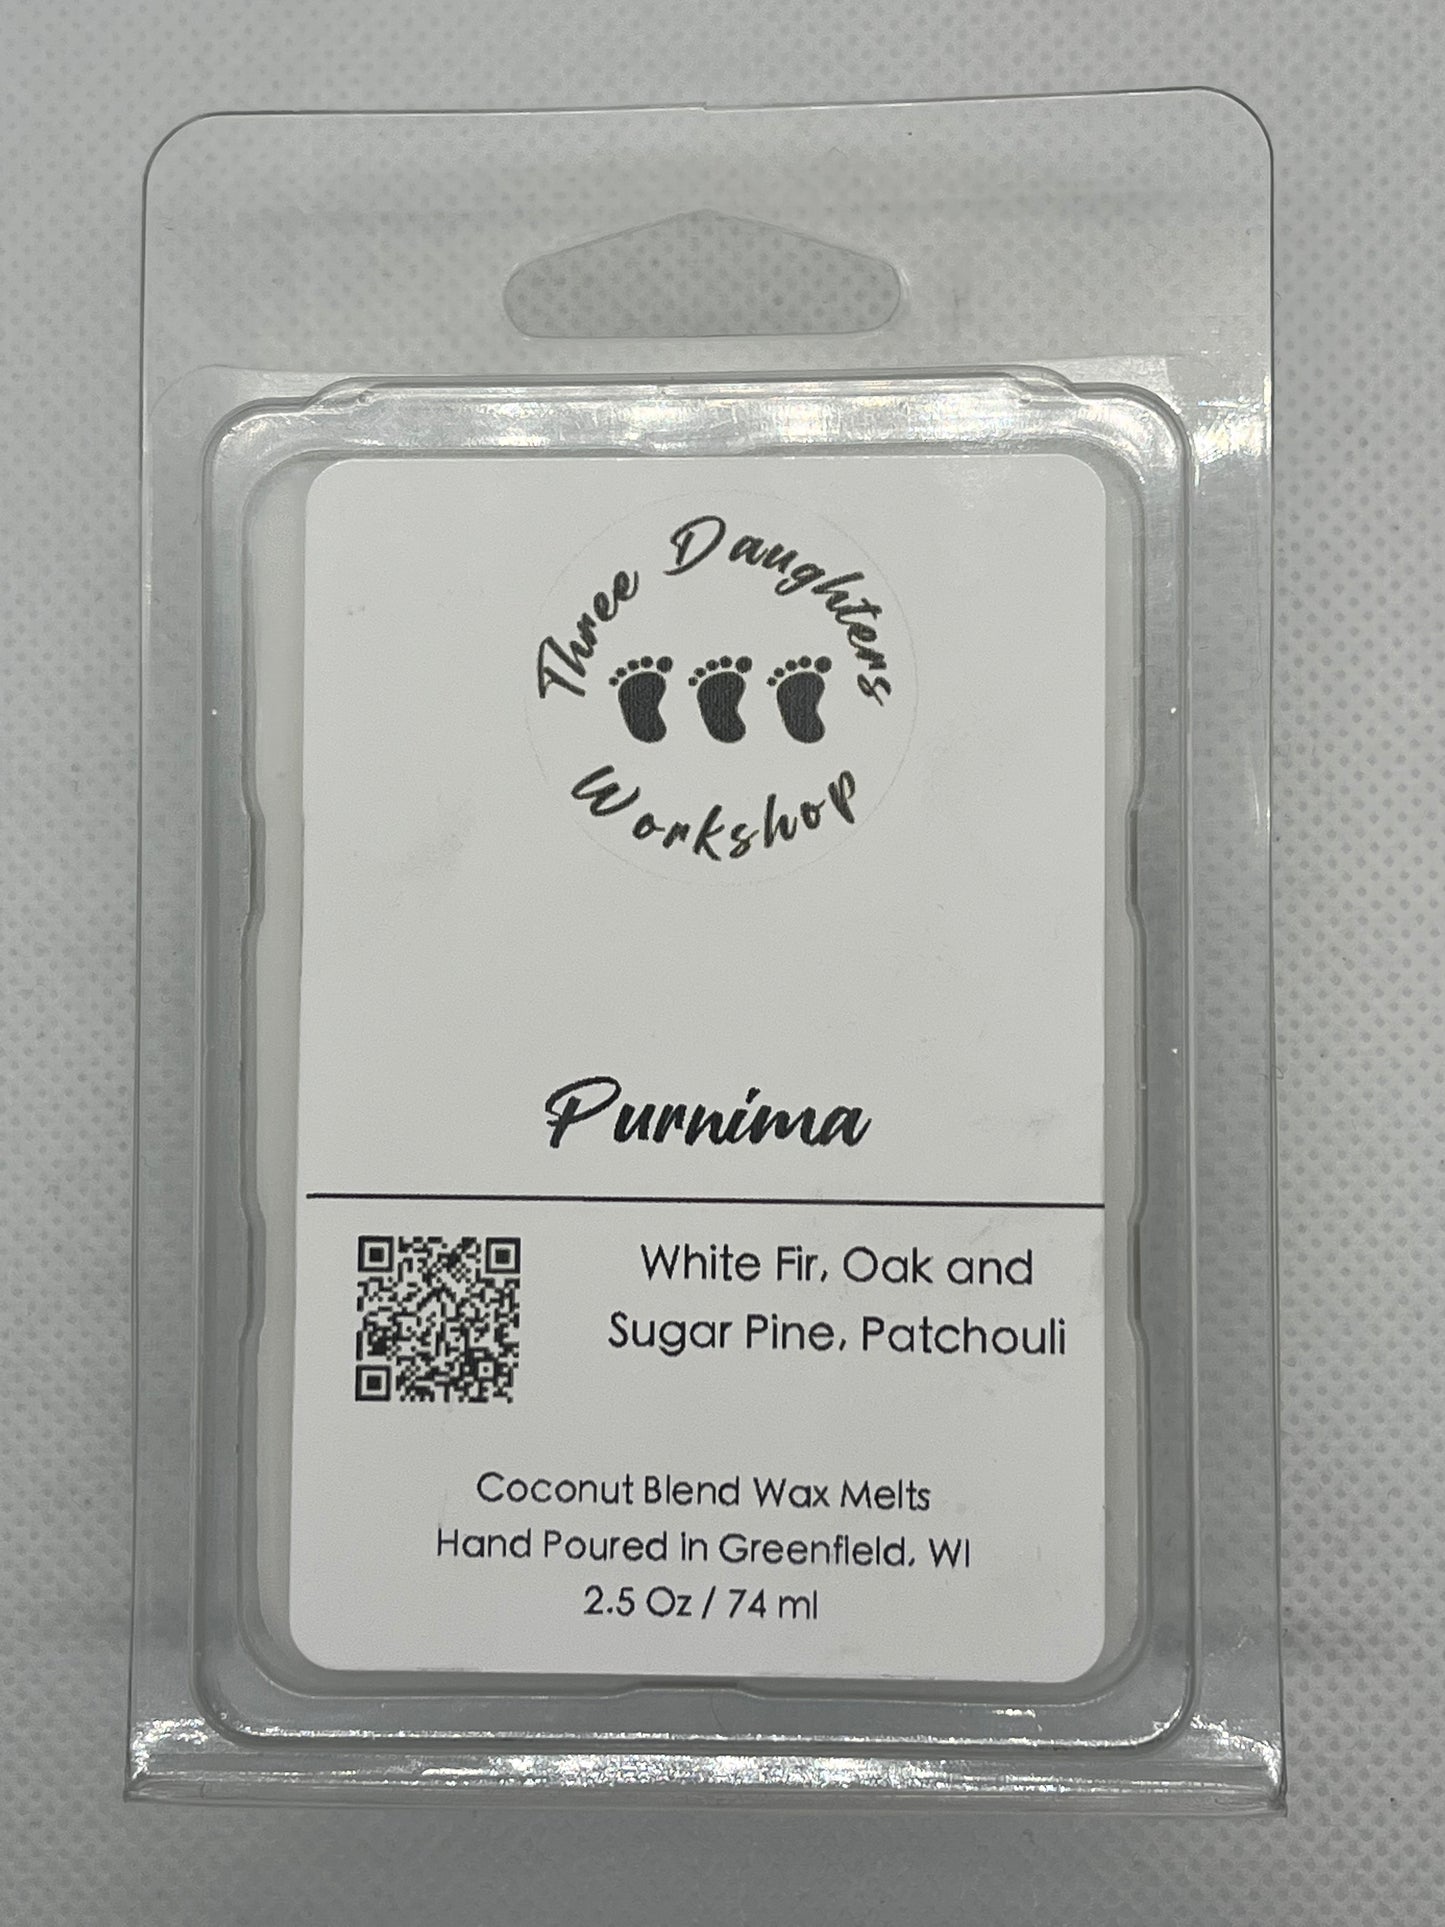 Three Daughters
Workshop
Purnima
White Fir, Oak and
Sugar Pine, Patchouli
Coconut Blend Wax Melts
Hand Poured in Greenfield, WI
2.5 Oz / 74 ml